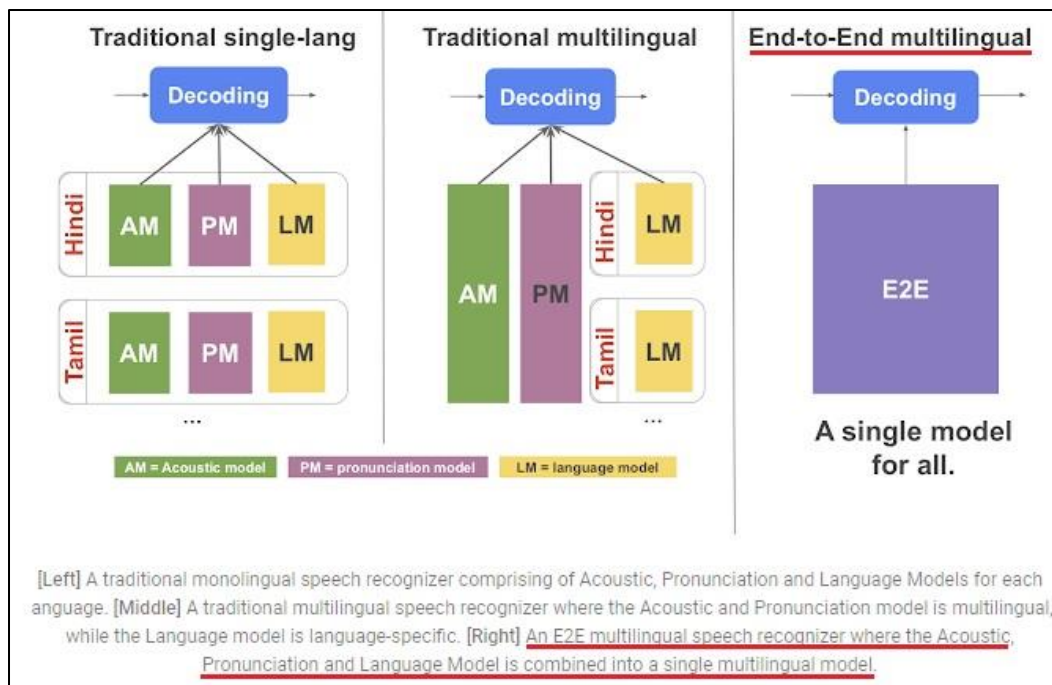 Traditional single-lang
Decoding
Hindi
AM
PM
LM
Tamil
AM
PM
LM
...
Traditional multilingual
Decoding
AM
PM
Hindi
LM
Tamil
LM
...
End-to-End multilingual
Decoding
E2E
A single model
for all.
AM = Acoustic model
PM = pronunciation model
LM = language model
[Left] A traditional monolingual speech recognizer comprising of Acoustic, Pronunciation and Language Models for each
anguage. [Middle] A traditional multilingual speech recognizer where the Acoustic and Pronunciation model is multilingual,
while the Language model is language-specific. [Right] An E2E multilingual speech recognizer where the Acoustic,
Pronunciation and Language Model is combined into a single multilingual model.